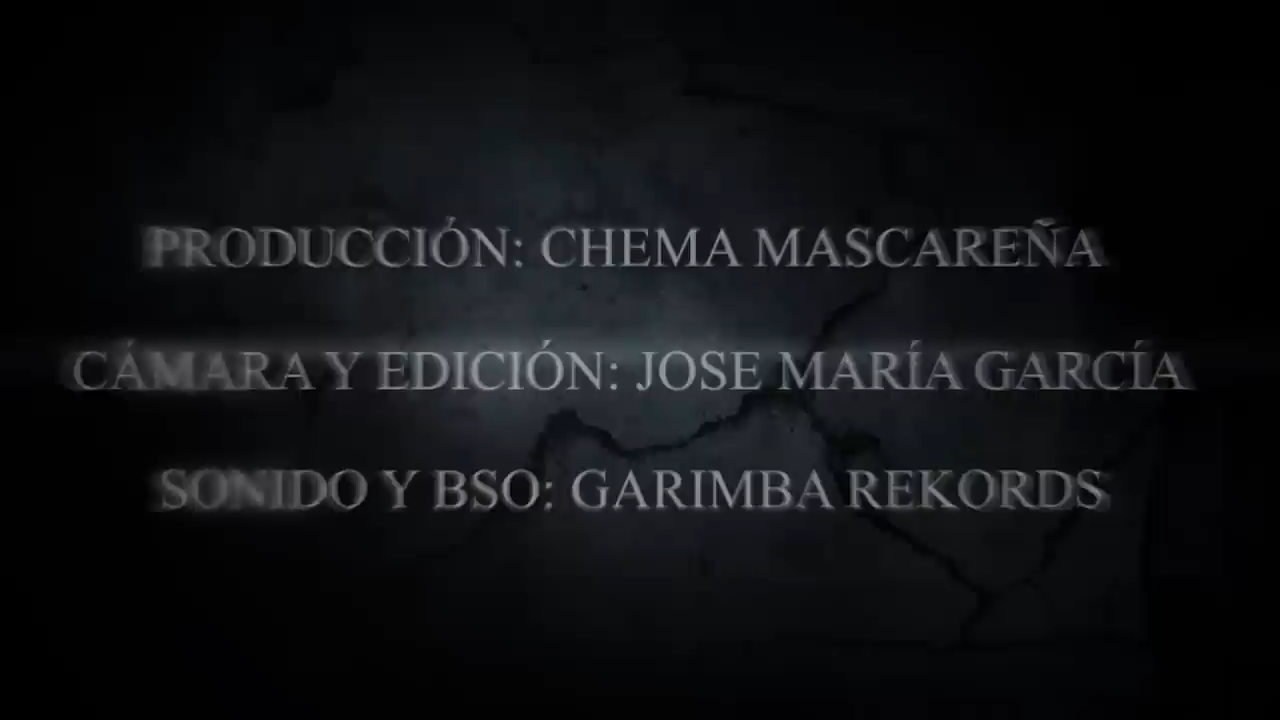 PRODUCCIÓN: CHEMA MASCAREÑA
CÁMARA Y EDICIÓN: JOSE MARÍA GARCÍA
SONIDO Y BSO: GARIMBA REKORDS